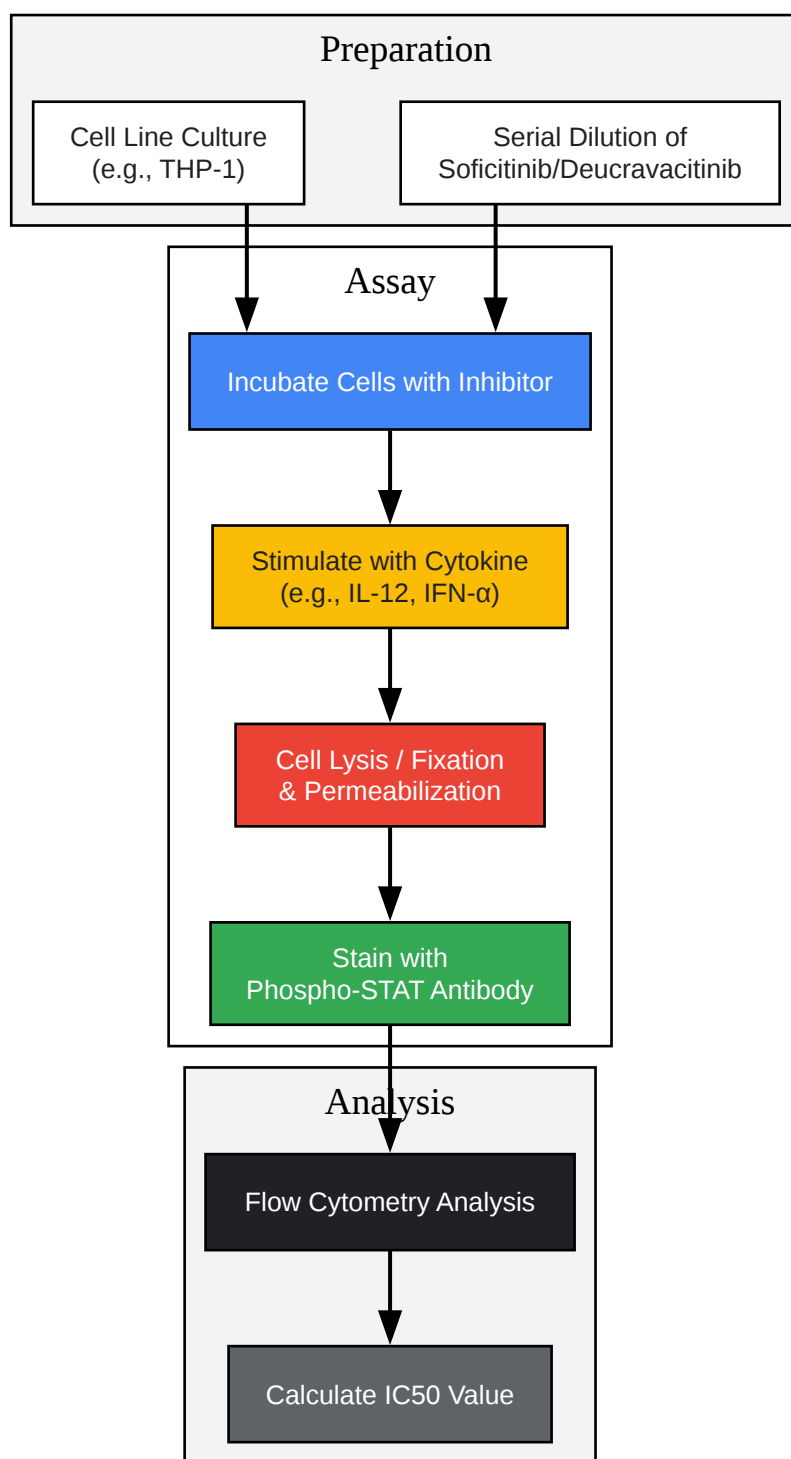 Preparation
Cell Line Culture
(e.g., THP-1)
Serial Dilution of
Soficitinib/Deucravacitinib
Assay
Incubate Cells with Inhibitor
Stimulate with Cytokine
(e.g., IL-12, IFN-α)
Cell Lysis / Fixation
& Permeabilization
Stain with
Phospho-STAT Antibody
Analysis
Flow Cytometry Analysis
Calculate IC50 Value